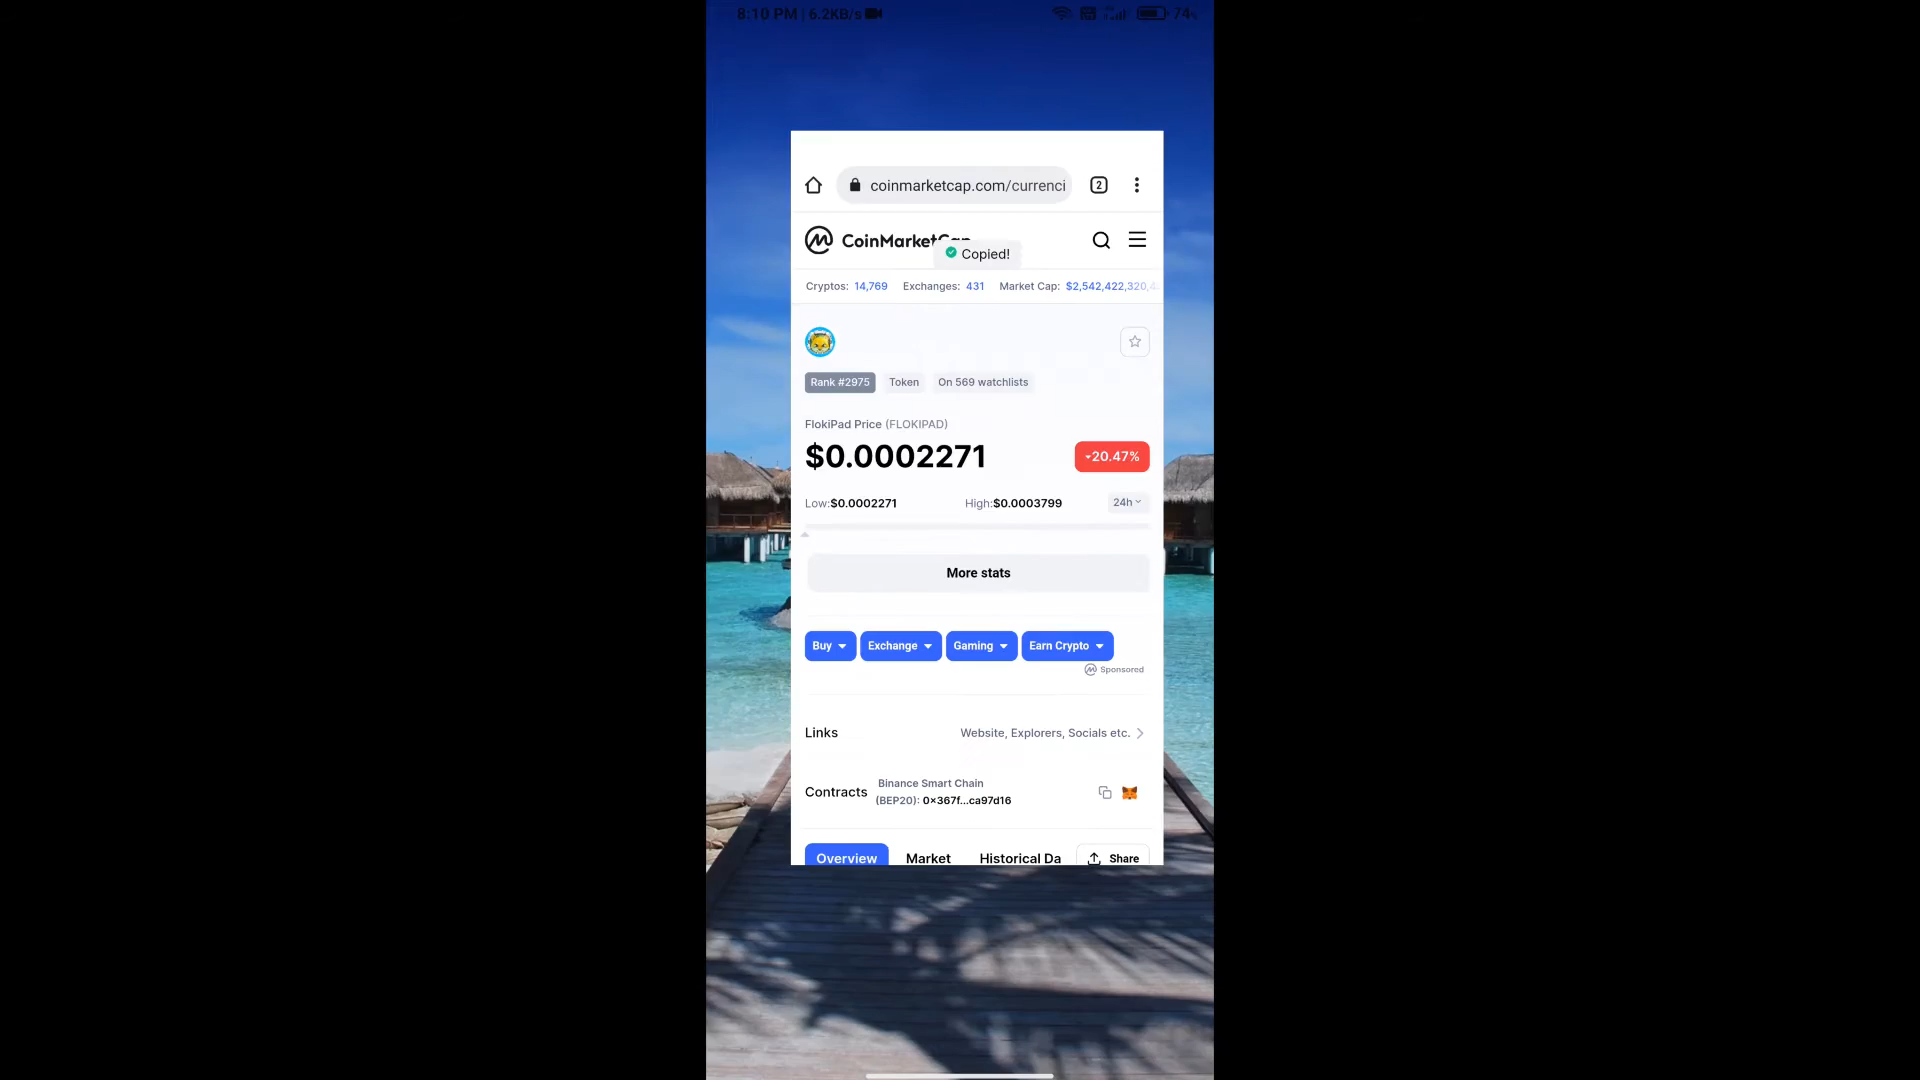 8:10 PM | 6.2KB/s
74
coinmarketcap.com/currenci
2
CoinMarketCap
Copied!
Cryptos: 14,769 Exchanges: 431 Market Cap: $2,542,422,320,4
Rank #2975 Token On 569 watchlists
FlokiPad Price (FLOKIPAD)
$0.0002271
20.47%
Low:$0.0002271 High:$0.0003799 24h
More stats
Buy Exchange Gaming Earn Crypto
Sponsored
Links Website, Explorers, Socials etc.
Contracts Binance Smart Chain
(BEP20): 0x367f...ca97d16
Overview Market Historical Da Share